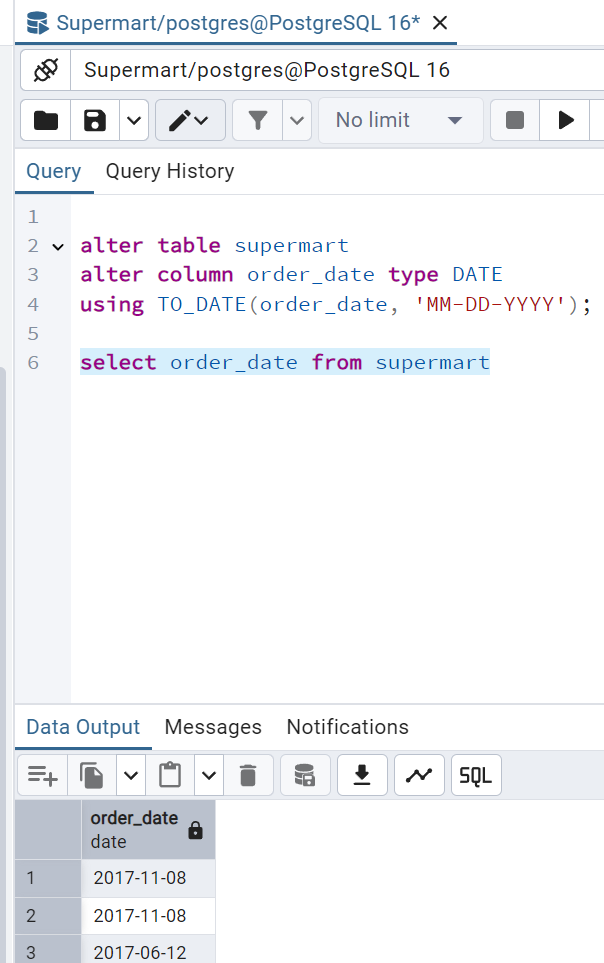 Supermart/postgres@PostgreSQL 16*
Supermart/postgres@PostgreSQL 16
No limit
Query Query History
1
2 alter table supermart
3 alter column order_date type DATE
4 using TO_DATE(order_date, 'MM-DD-YYYY');
5
6 select order_date from supermart
Data Output Messages Notifications
SQL
order_date
date
1 2017-11-08
2 2017-11-08
3 2017-06-12